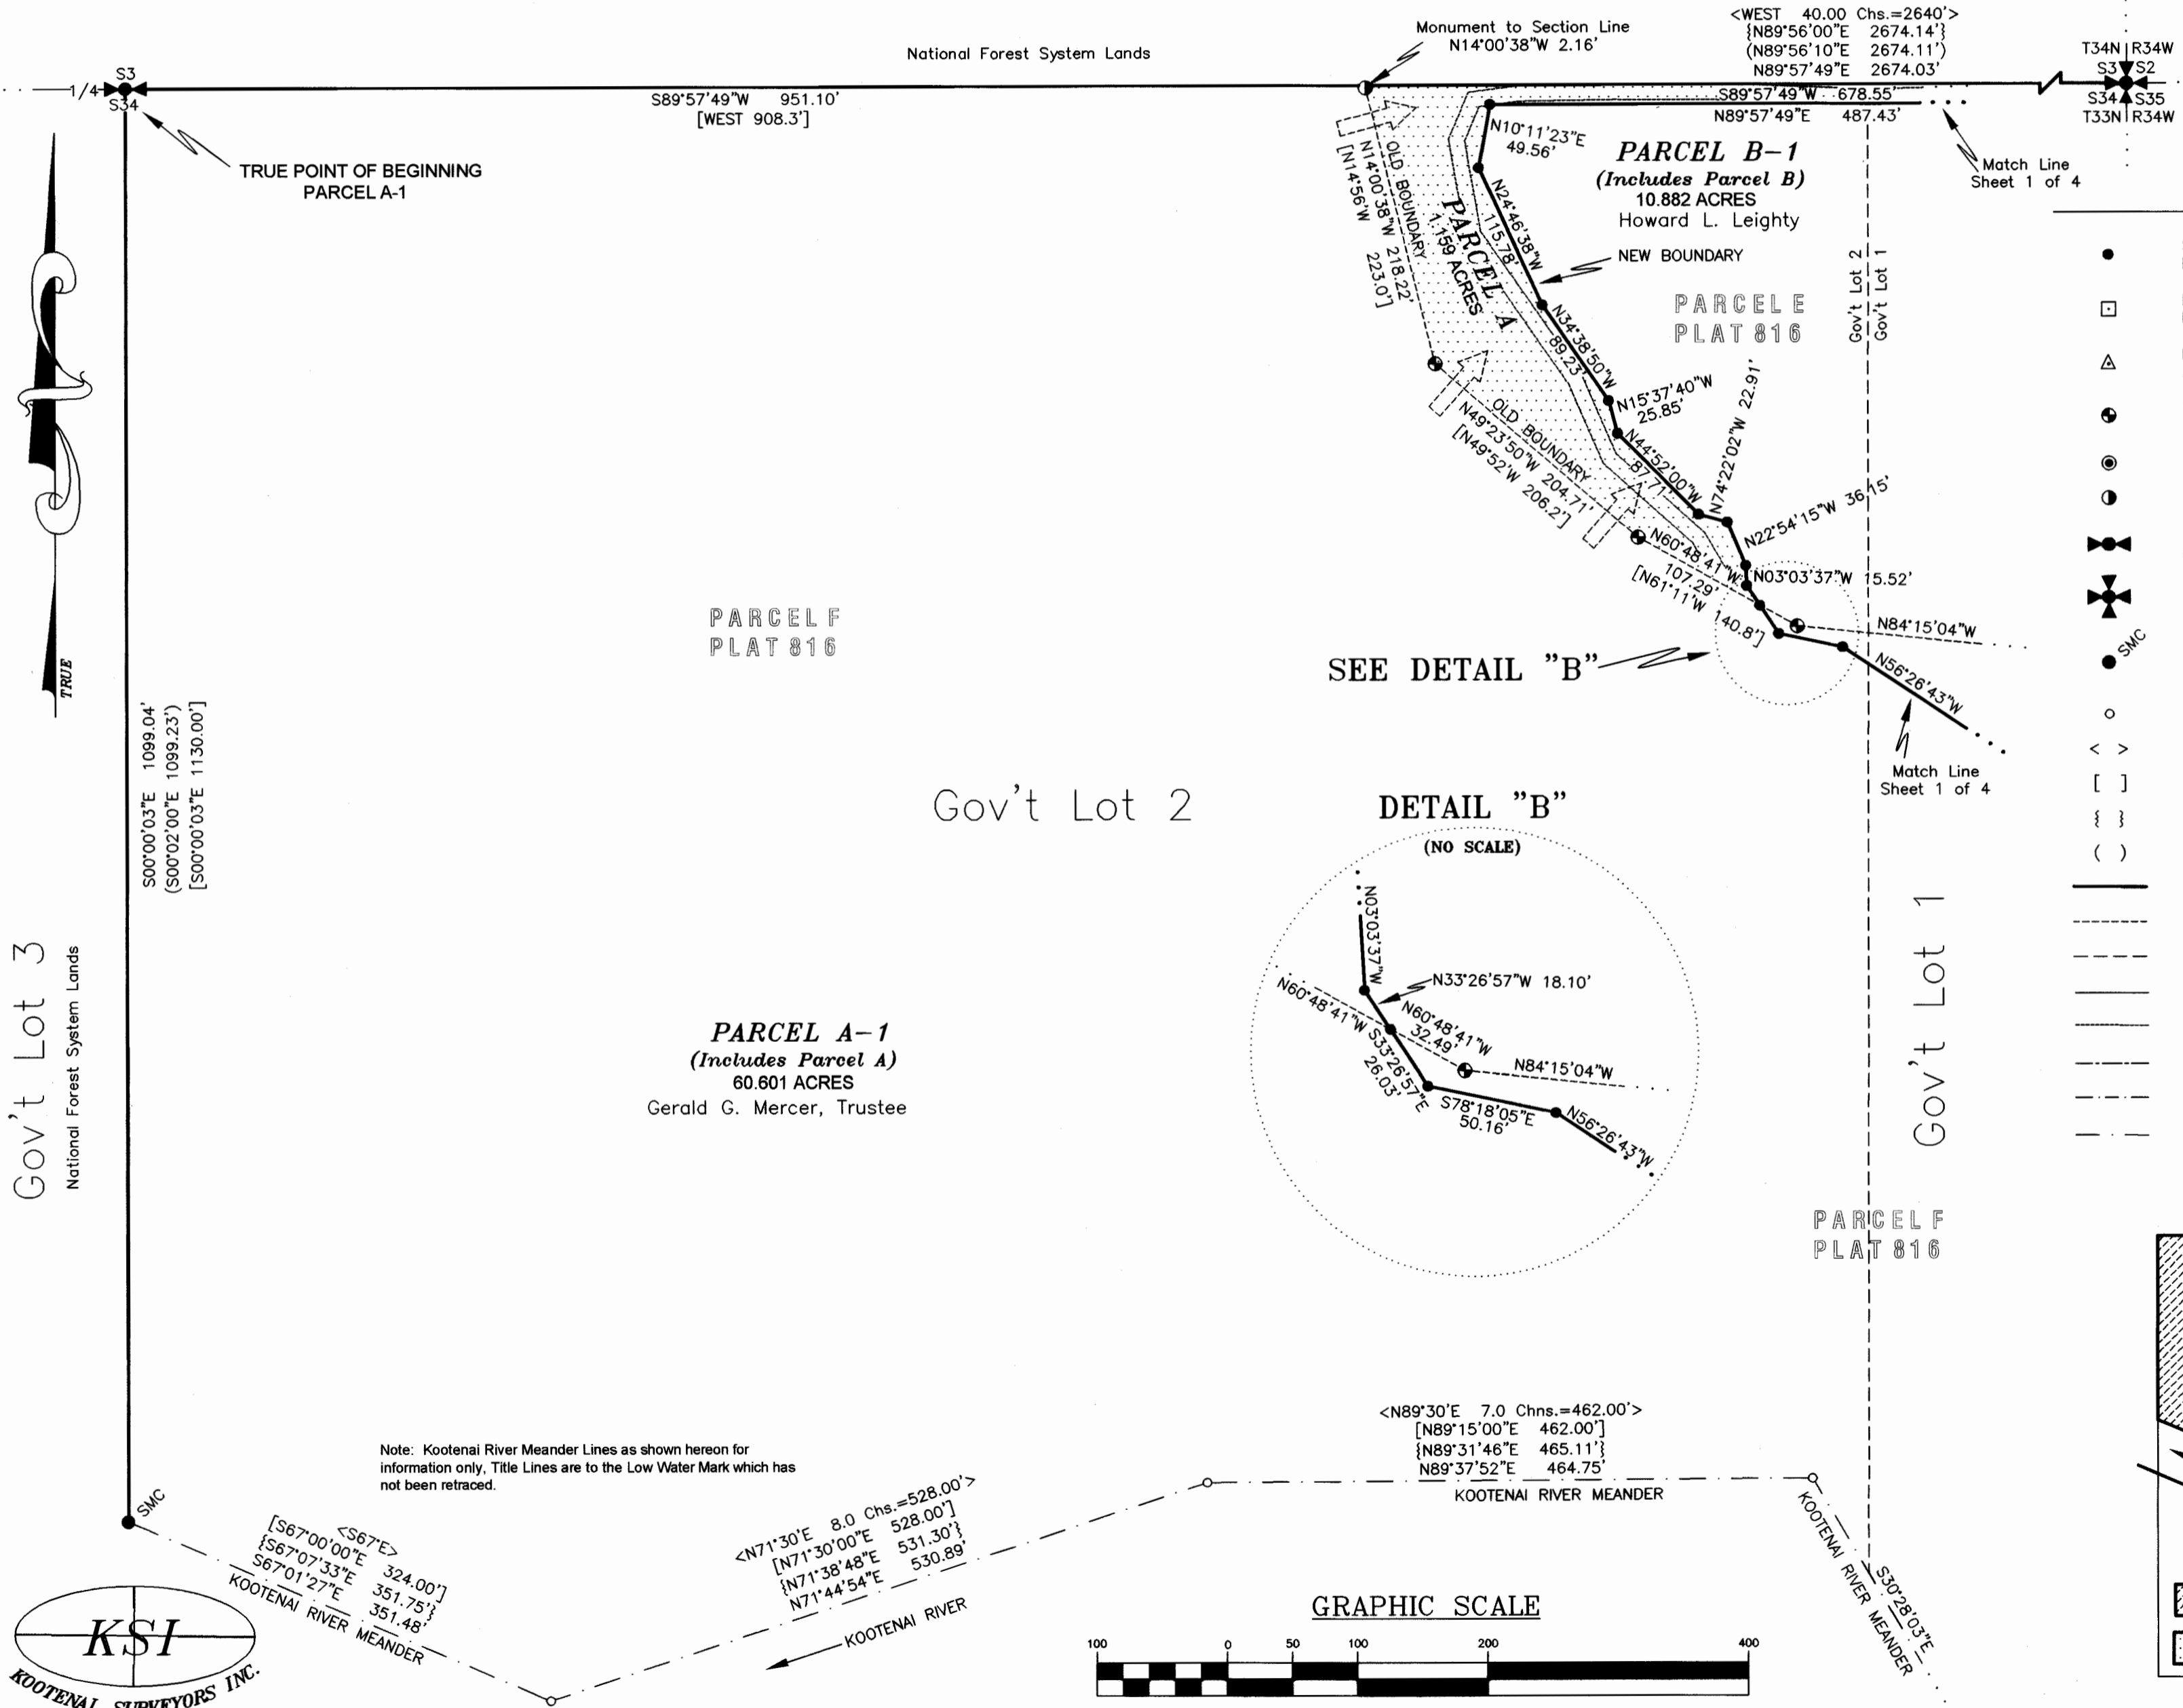 <WEST 40.00 Chs.=2640'>
{N89°56'00"E 2674.14'}
(N89°56'10"E 2674.11')
N89°57'49"E 2674.03'
Monument to Section Line
N14°00'38"W 2.16'
National Forest System Lands
T34N R34W
S3 S2
S34 S35
T33N R34W
S3
1/4
S34
S89°57'49"W 951.10'
[WEST 908.3']
S89°57'49"W 678.55'
N89°57'49"E 487.43'
TRUE POINT OF BEGINNING
PARCEL A-1
Match Line
Sheet 1 of 4
N10°11'23"E
49.56'
PARCEL B-1
(Includes Parcel B)
10.882 ACRES
Howard L. Leighty
NEW BOUNDARY
OLD BOUNDARY
N14°00'38"W 218.22'
[N14°56'W 223.0']
PARCEL A
1.159 ACRES
N24°46'38"W
115.78'
PARCEL E
PLAT 816
Gov't Lot 2
Gov't Lot 1
N34°38'50"W
89.23'
N15°37'40"W
25.85'
OLD BOUNDARY
N49°23'50"W 204.71'
[N49°52'W 206.2']
N44°52'00"W
87.71'
N74°22'02"W 22.91'
N22°54'15"W 36.15'
N60°48'41"W
107.29'
[N61°11'W 140.8']
N03°03'37"W 15.52'
N84°15'04"W
N56°26'43"W
SEE DETAIL "B"
Match Line
Sheet 1 of 4
TRUE
PARCEL F
PLAT 816
S00°00'03"E 1099.04'
(S00°02'00"E 1099.23')
[S00°00'03"E 1130.00']
Gov't Lot 2
SMC
< >
[ ]
{ }
( )
DETAIL "B"
(NO SCALE)
N03°03'37"W
N33°26'57"W 18.10'
N60°48'41"W
N60°48'41"W
32.49'
S33°26'57"E
26.03'
N84°15'04"W
S78°18'05"E
50.16'
N56°26'43"W
Gov't Lot 3
National Forest System Lands
Gov't Lot 1
PARCEL A-1
(Includes Parcel A)
60.601 ACRES
Gerald G. Mercer, Trustee
PARCEL F
PLAT 816
<N89°30'E 7.0 Chns.=462.00'>
[N89°15'00"E 462.00']
{N89°31'46"E 465.11'}
N89°37'52"E 464.75'
KOOTENAI RIVER MEANDER
Note: Kootenai River Meander Lines as shown hereon for
information only, Title Lines are to the Low Water Mark which has
not been retraced.
SMC
<S67°E>
[S67°00'00"E 324.00']
{S67°07'33"E 351.75'}
S67°01'27"E 351.48'
KOOTENAI RIVER MEANDER
<N71°30'E 8.0 Chs.=528.00'>
[N71°30'00"E 528.00']
{N71°38'48"E 531.30'}
N71°44'54"E 530.89'
KOOTENAI RIVER
S30°28'03"E
KOOTENAI RIVER MEANDER
GRAPHIC SCALE
100 0 50 100 200 400
KSI
KOOTENAI SURVEYORS INC.